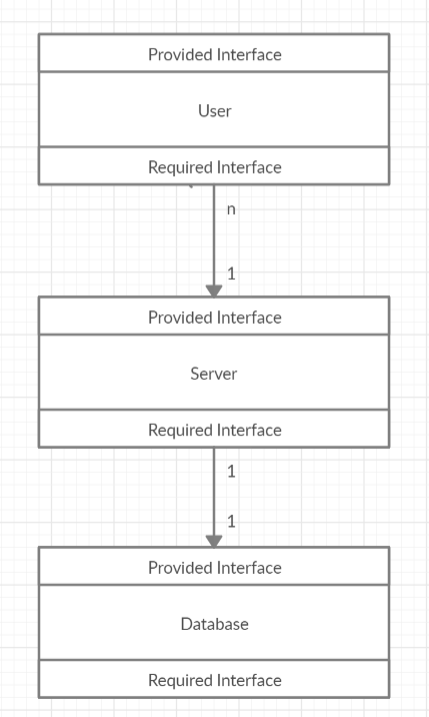 Provided Interface
User
Required Interface
n
1
Provided Interface
Server
Required Interface
1
1
Provided Interface
Database
Required Interface